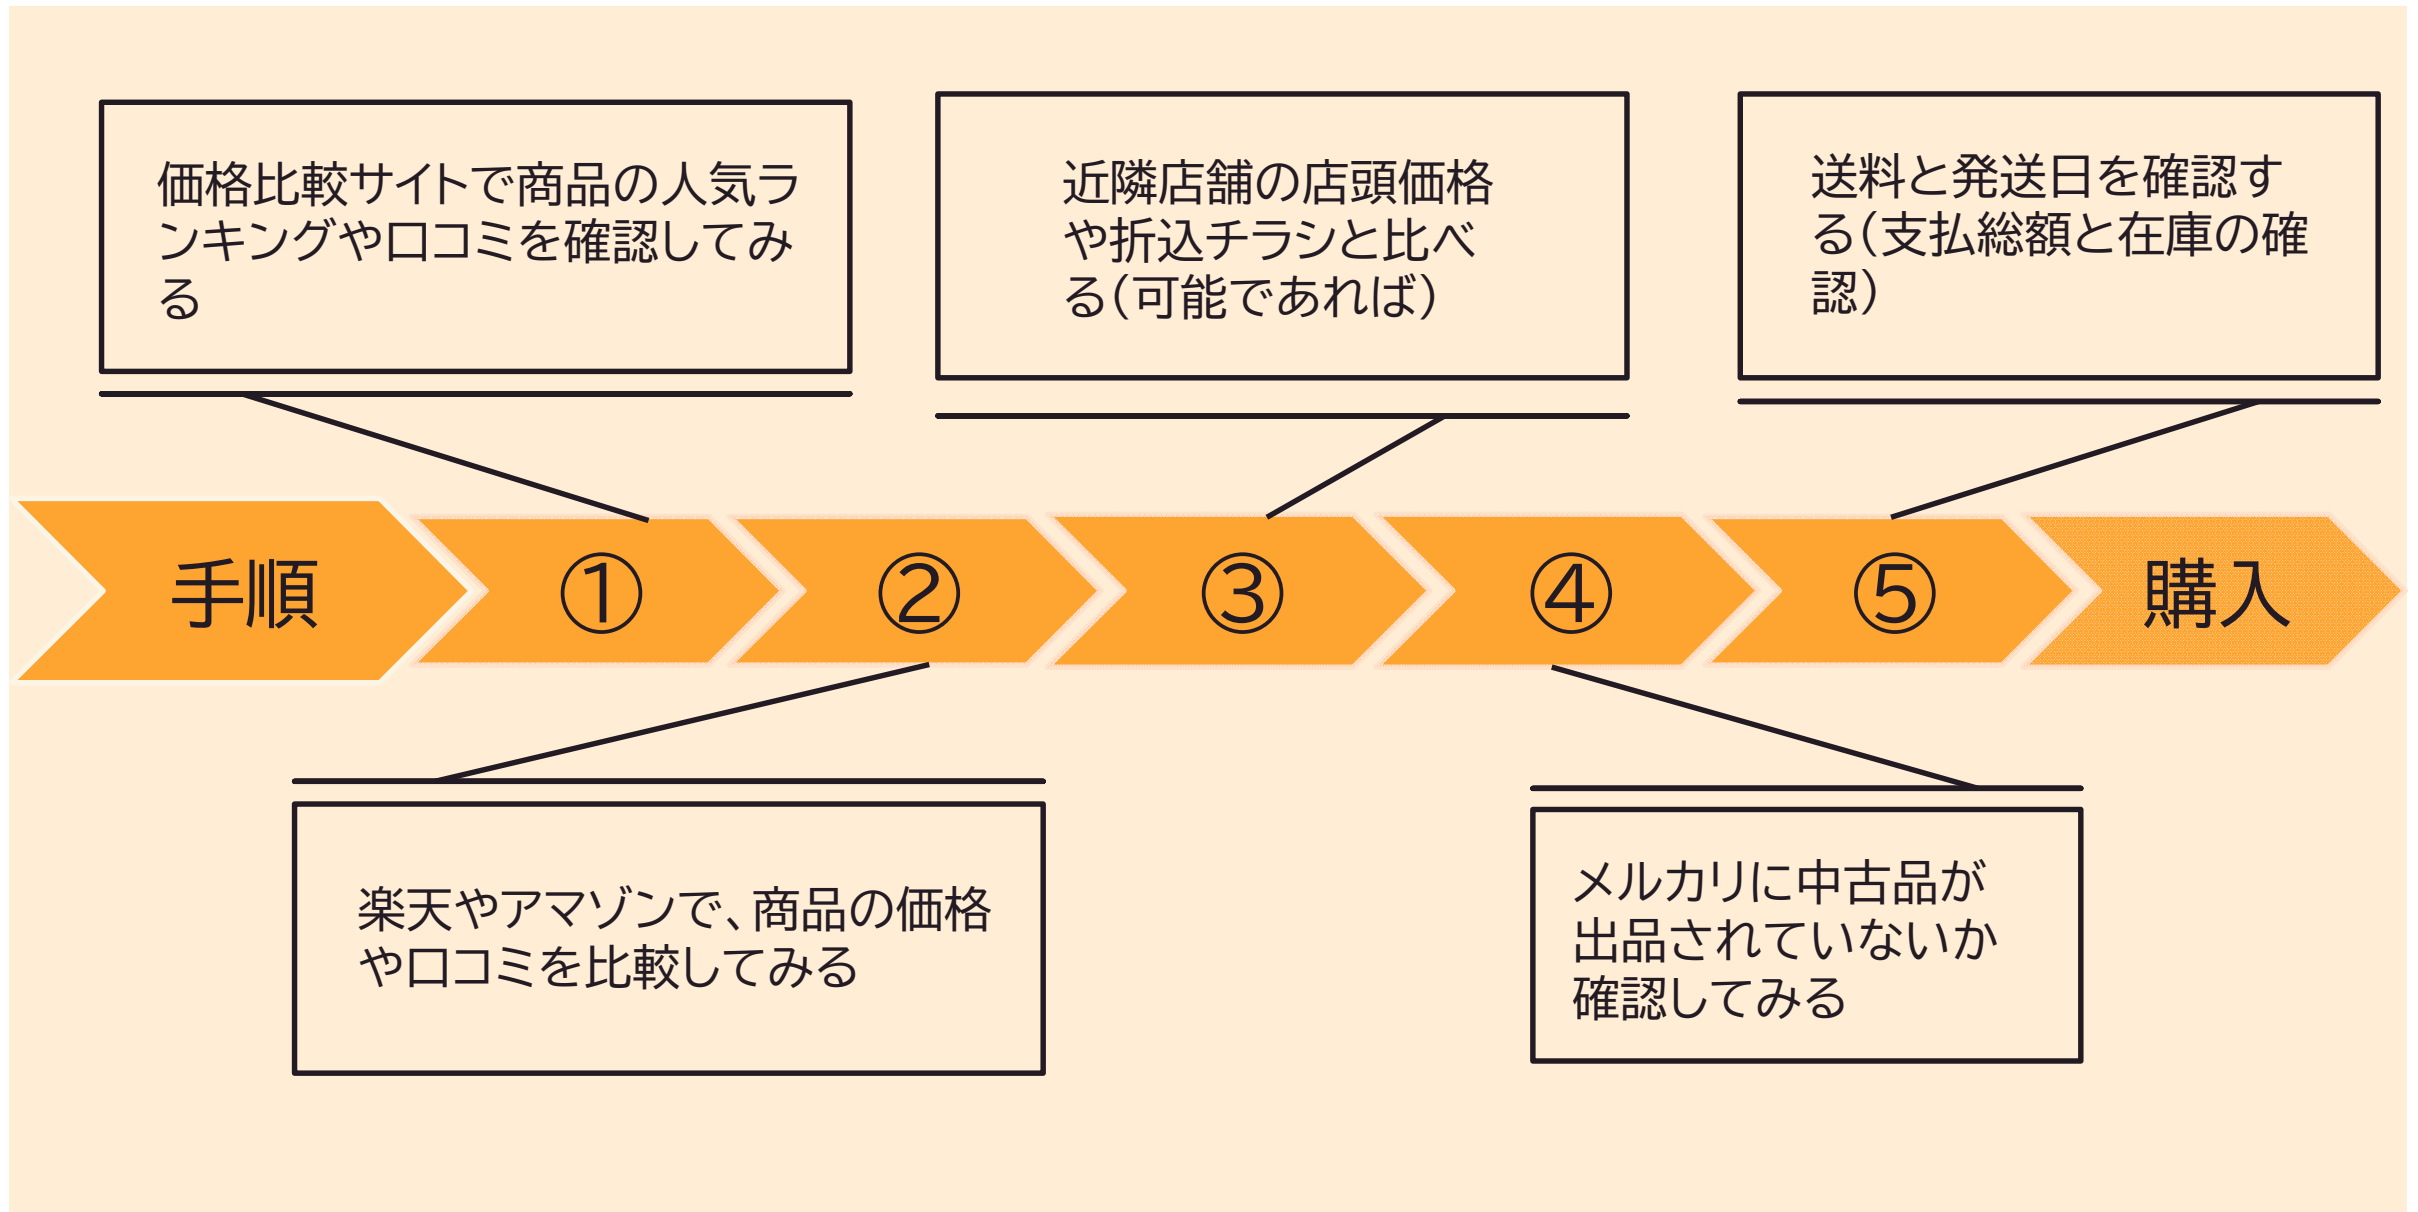 価格比較サイトで商品の人気ラ
ンキングや口コミを確認してみ
る
近隣店舗の店頭価格
や折込チラシと比べ
る(可能であれば)
送料と発送日を確認す
る(支払総額と在庫の確
認)
手順
①
②
③
④
⑤
購入
楽天やアマゾンで、商品の価格
や口コミを比較してみる
メルカリに中古品が
出品されていないか
確認してみる